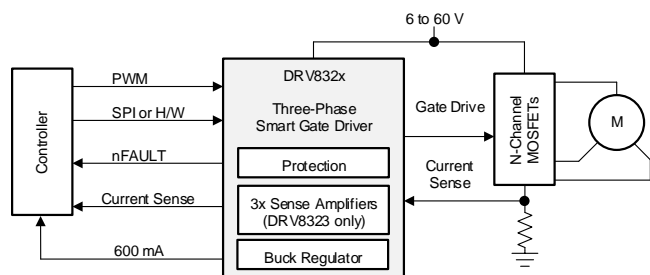 6 to 60 V
Controller
PWM
SPI or H/W
nFAULT
Current Sense
600 mA
DRV832x
Three-Phase
Smart Gate Driver
Protection
3x Sense Amplifiers
(DRV8323 only)
Buck Regulator
Gate Drive
Current
Sense
N-Channel
MOSFETs
M